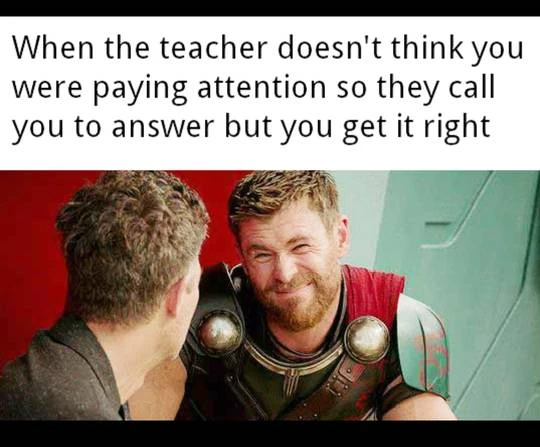 When the teacher doesn't think you
were paying attention so they call
you to answer but you get it right